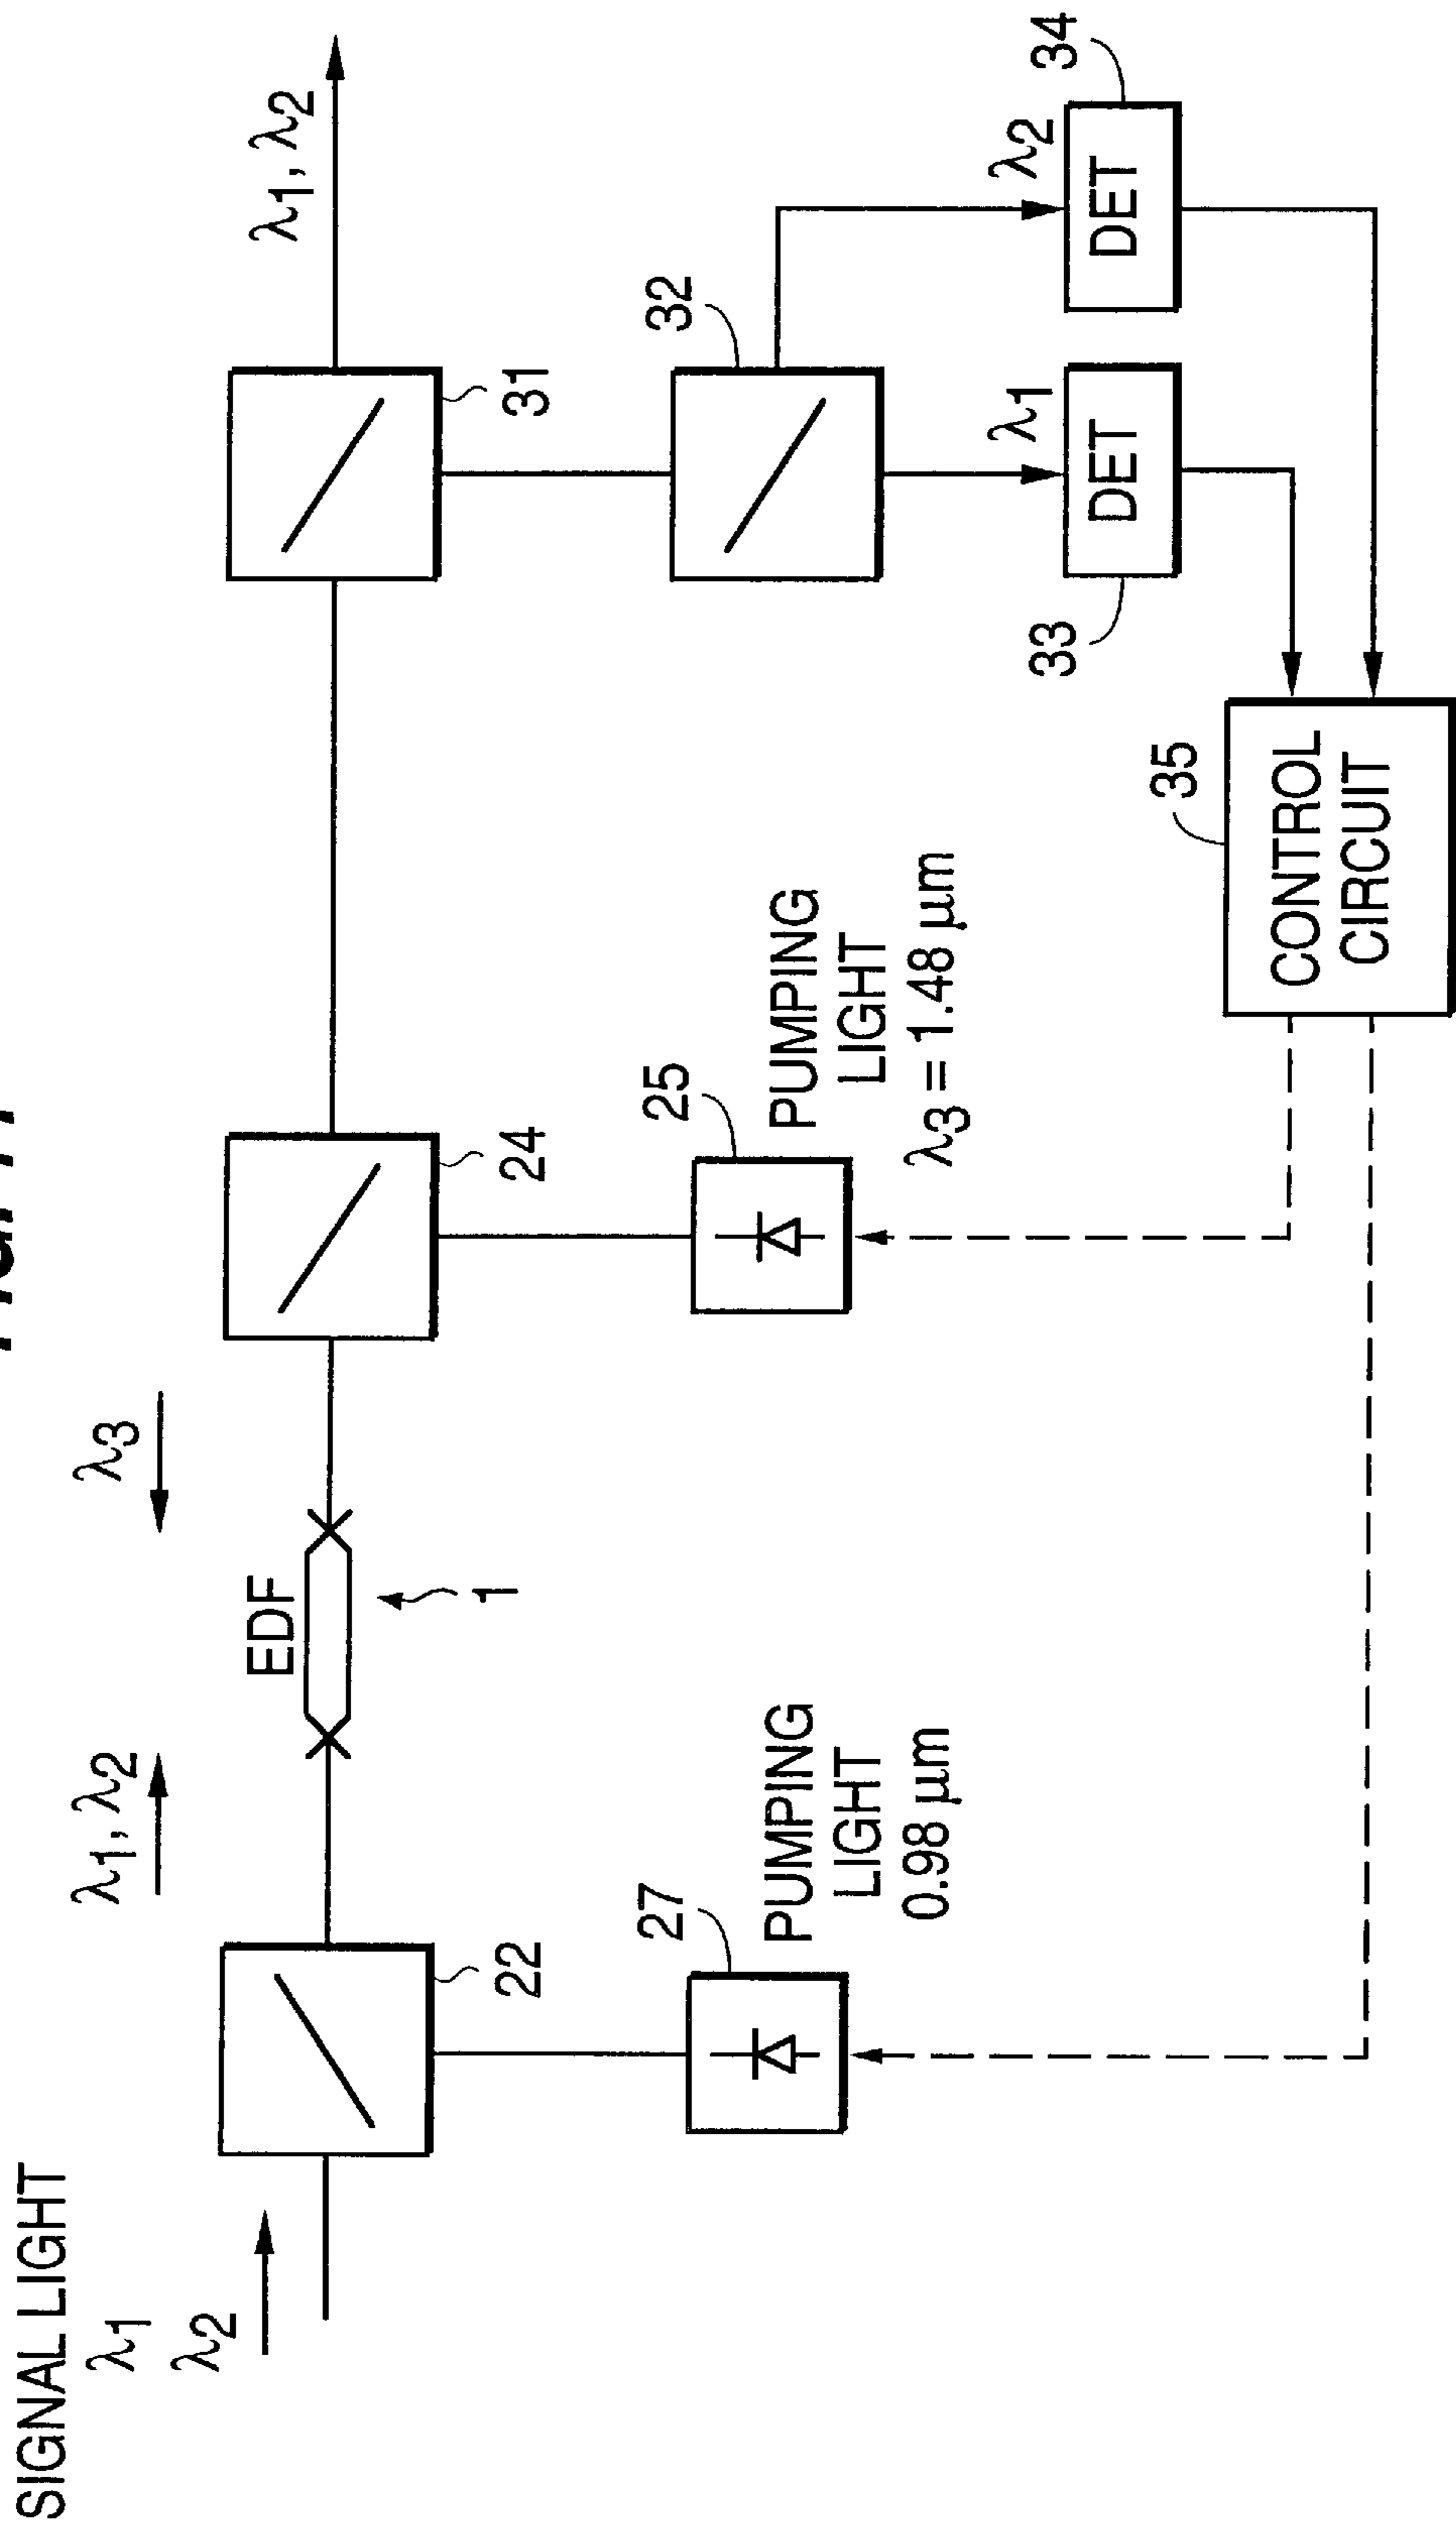 SIGNAL LIGHT
λ1
λ2
λ1, λ2
λ3
λ1, λ2
EDF
1
22
24
31
27
PUMPING
LIGHT
0.98 μm
25
PUMPING
LIGHT
λ3 = 1.48 μm
32
λ1
λ2
DET
DET
33
34
35
CONTROL
CIRCUIT